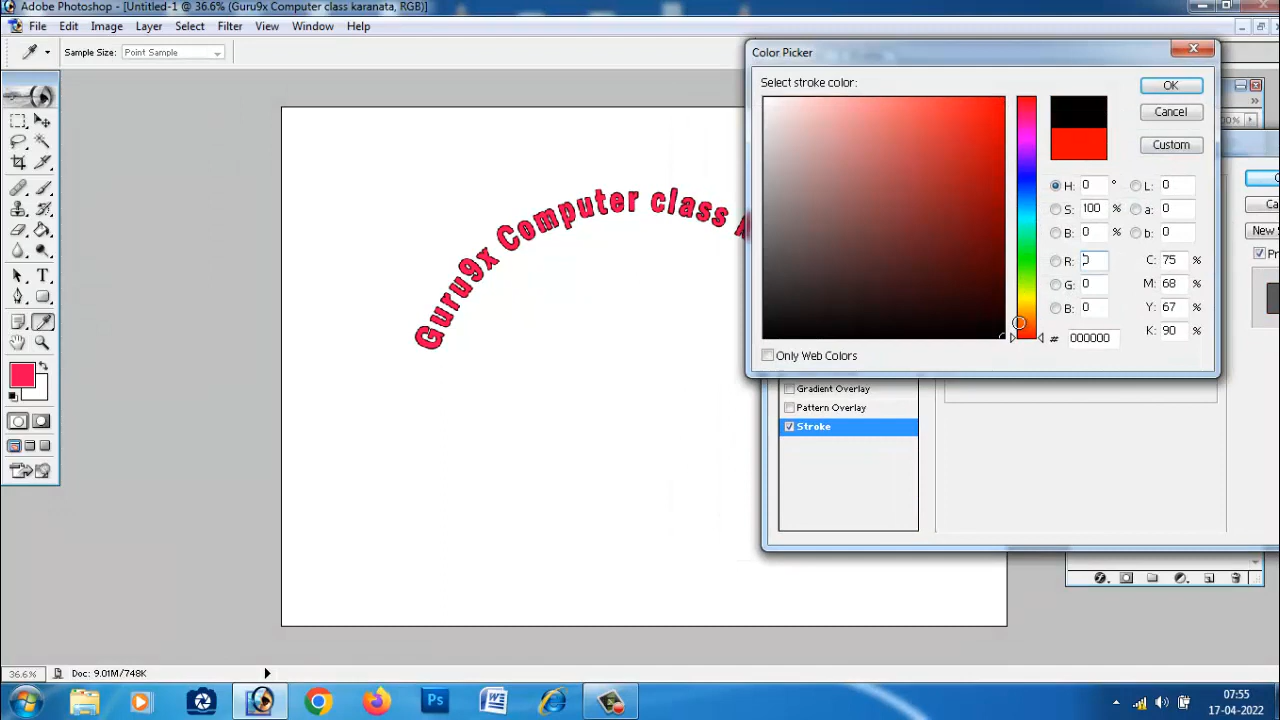 Adobe Photoshop - [Untitled-1 @ 36.6% (Guru9x Computer class karanata, RGB)]
File Edit Image Layer Select Filter View Window Help
Sample Size: Point Sample
Color Picker
Select stroke color:
OK
Cancel
Custom
H: 0 °
S: 100 %
B: 0 %
R: 0
G: 0
B: 0
L: 0
a: 0
b: 0
C: 75 %
M: 68 %
Y: 67 %
K: 90 %
# 000000
Only Web Colors
Guru9x Computer class
Gradient Overlay
Pattern Overlay
Stroke
New
36.6% Doc: 9.01M/748K
07:55
17-04-2022